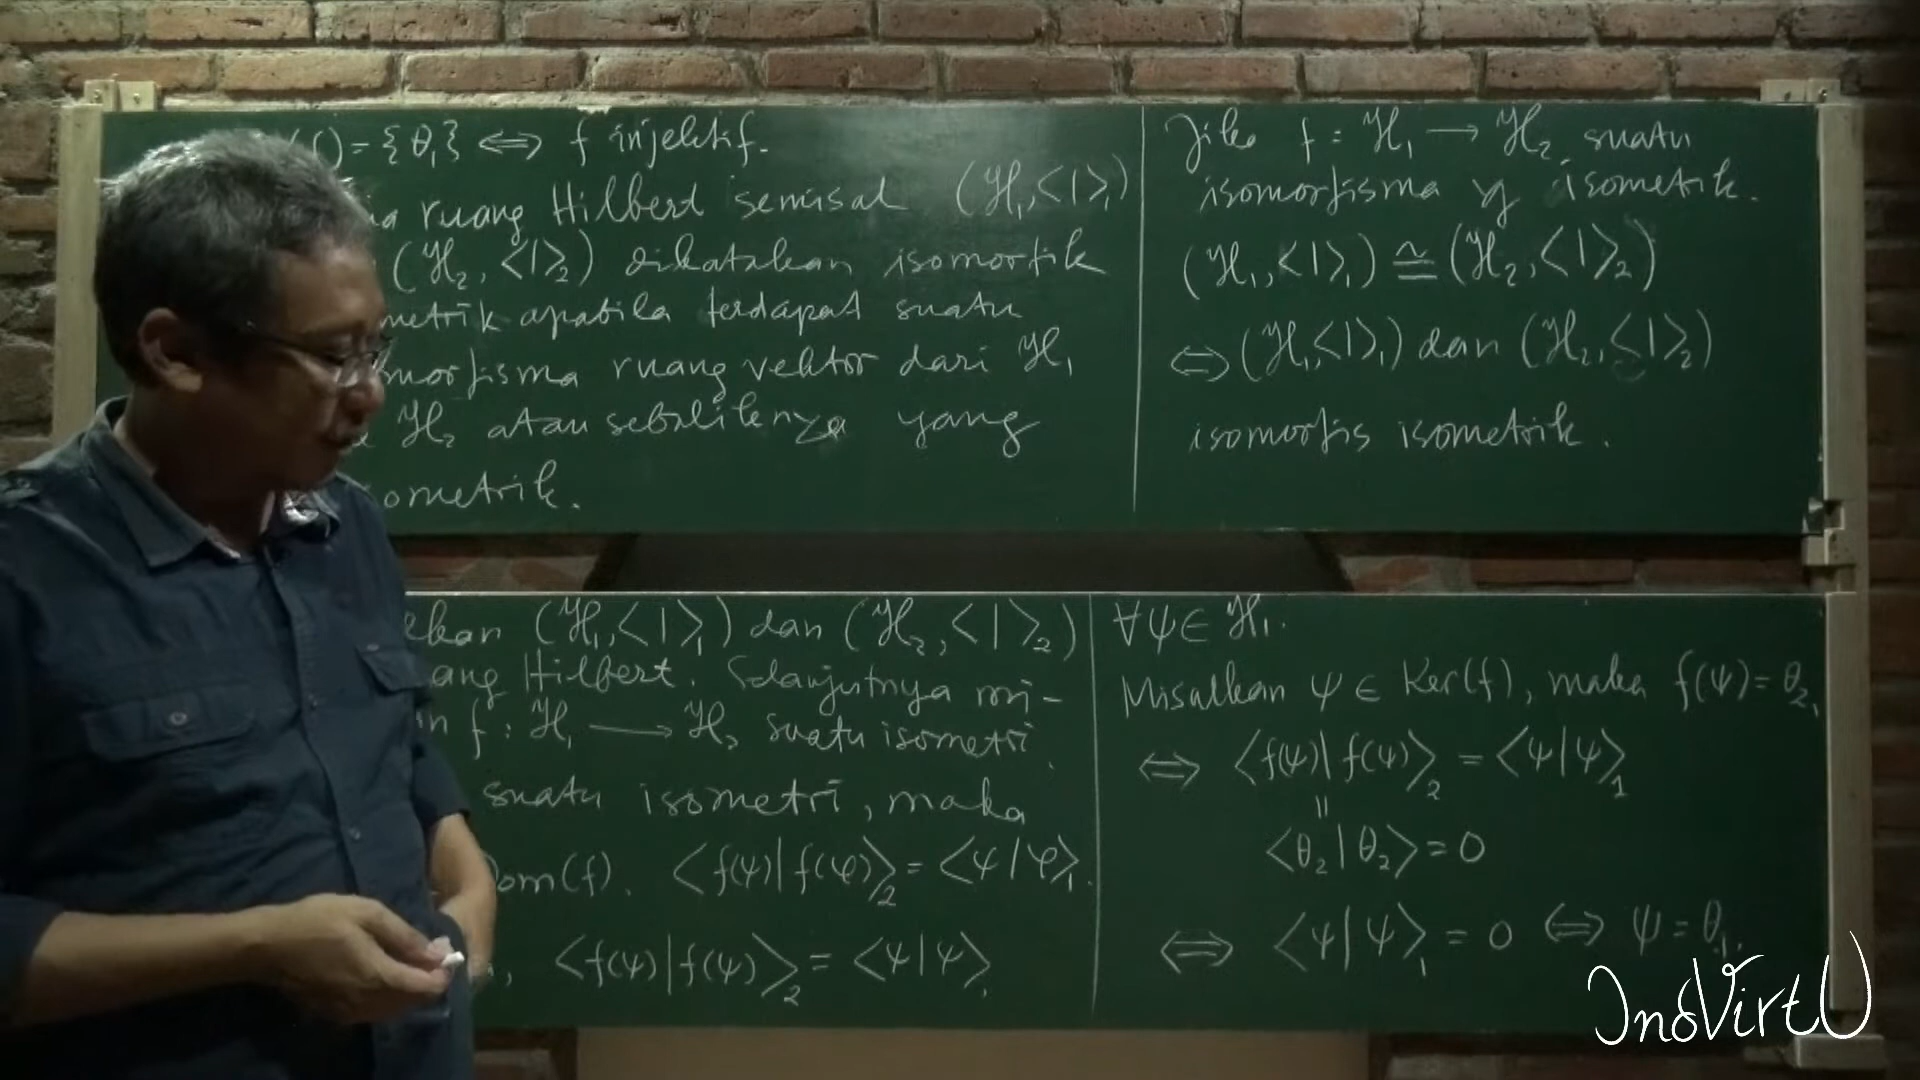 )={θ₁} ⟺ f injektif.
ruang Hilbert semisal (ℋ₁,<|>₁)
(ℋ₂,<|>₂) dikatakan isomorfik
metrik apabila terdapat suatu
morfisma ruang vektor dari ℋ₁
ℋ₂ atau sebaliknya yang
ometrik.
Jika f : ℋ₁ ⟶ ℋ₂ suatu
isomorfisma yg isometrik.
(ℋ₁,<|>₁) ≅ (ℋ₂,<|>₂)
⟺ (ℋ₁,<|>₁) dan (ℋ₂,<|>₂)
isomorfis isometrik.
kan (ℋ₁,<|>₁) dan (ℋ₂,<|>₂)
ang Hilbert. Selanjutnya mi-
n f : ℋ₁ ⟶ ℋ₂ suatu isometri.
suatu isometri, maka
Dom(f). <f(ψ)|f(φ)>₂ = <ψ|φ>₁.
, <f(ψ)|f(ψ)>₂ = <ψ|ψ>₁
∀ψ∈ℋ₁.
Misalkan ψ ∈ Ker(f), maka f(ψ)=θ₂,
⟺ <f(ψ)|f(ψ)>₂ = <ψ|ψ>₁
||
<θ₂|θ₂>=0
⟺ <ψ|ψ>₁ = 0 ⟺ ψ=θ₁.
InoVirtU